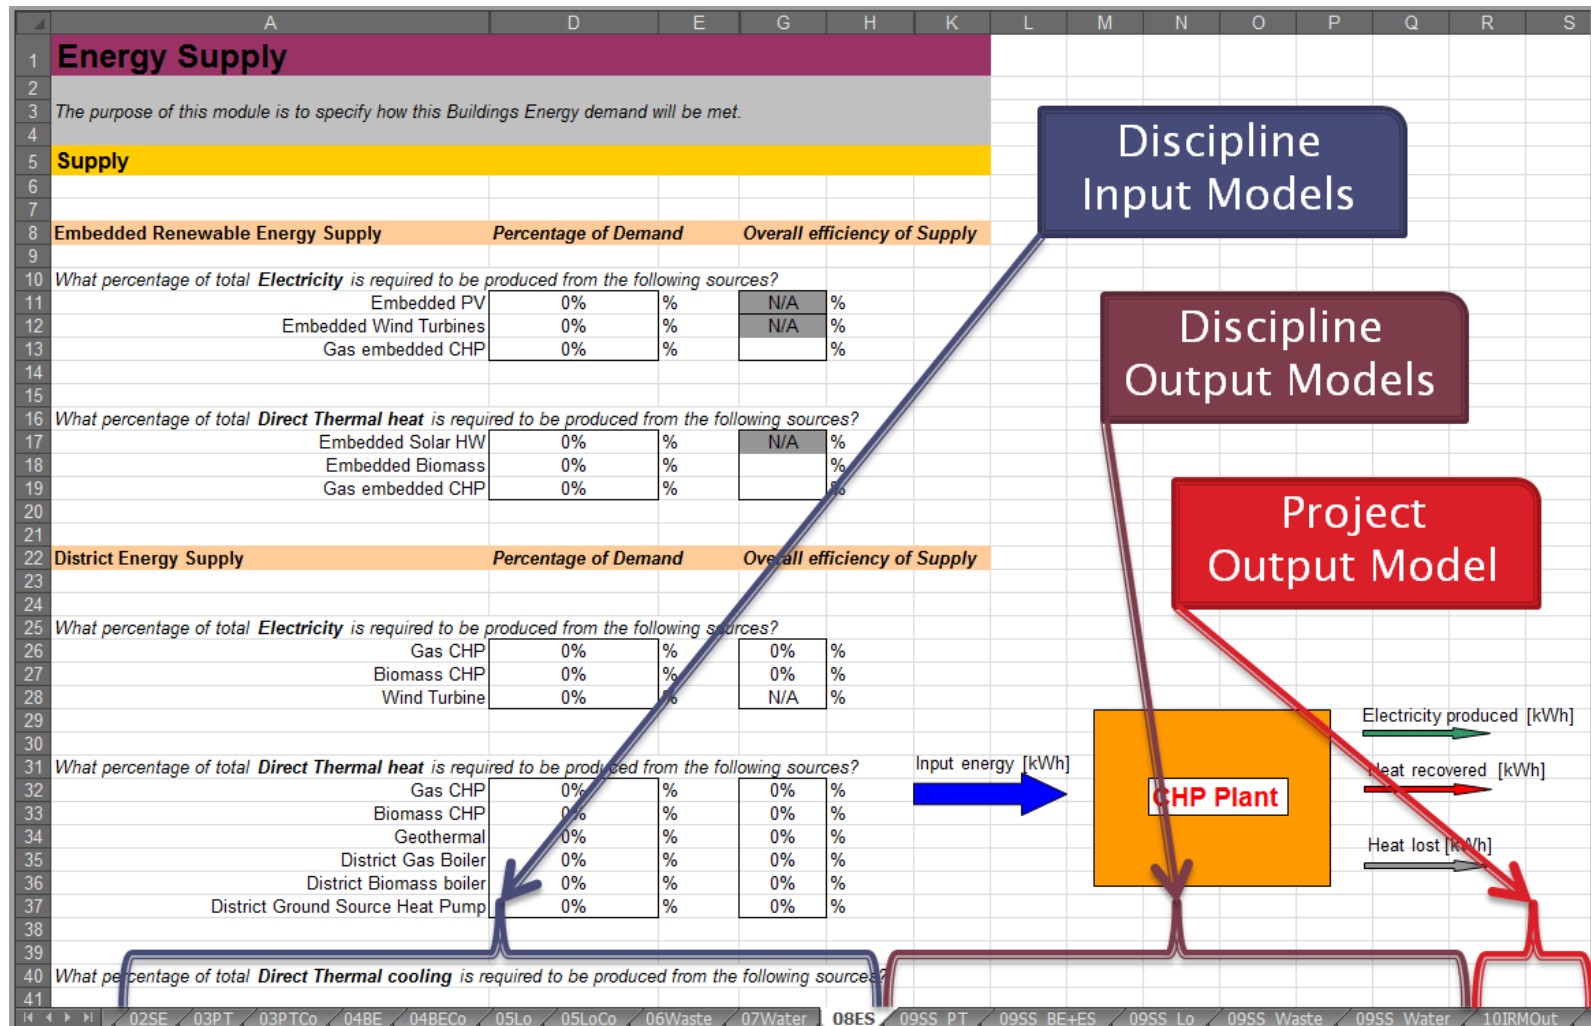 A D E G H K L M N O P Q R S
1 Energy Supply
2
3 The purpose of this module is to specify how this Buildings Energy demand will be met.
4
5 Supply
6
7
8 Embedded Renewable Energy Supply Percentage of Demand Overall efficiency of Supply
9
10 What percentage of total Electricity is required to be produced from the following sources?
11 Embedded PV 0% % N/A %
12 Embedded Wind Turbines 0% % N/A %
13 Gas embedded CHP 0% % %
14
15
16 What percentage of total Direct Thermal heat is required to be produced from the following sources?
17 Embedded Solar HW 0% % N/A %
18 Embedded Biomass 0% % %
19 Gas embedded CHP 0% % %
20
21
22 District Energy Supply Percentage of Demand Overall efficiency of Supply
23
24
25 What percentage of total Electricity is required to be produced from the following sources?
26 Gas CHP 0% % 0% %
27 Biomass CHP 0% % 0% %
28 Wind Turbine 0% % N/A %
29
30
31 What percentage of total Direct Thermal heat is required to be produced from the following sources?
32 Gas CHP 0% % 0% %
33 Biomass CHP 0% % 0% %
34 Geothermal 0% % 0% %
35 District Gas Boiler 0% % 0% %
36 District Biomass boiler 0% % 0% %
37 District Ground Source Heat Pump 0% % 0% %
38
39
40 What percentage of total Direct Thermal cooling is required to be produced from the following sources?
41
Discipline
Input Models
Discipline
Output Models
Project
Output Model
Input energy [kWh]
CHP Plant
Electricity produced [kWh]
Heat recovered [kWh]
Heat lost [kWh]
02SE 03PT 03PTCo 04BE 04BECo 05Lo 05LoCo 06Waste 07Water 08ES 09SS_PT 09SS_BE+ES 09SS_Lo 09SS_Waste 09SS_Water 10IRMOut